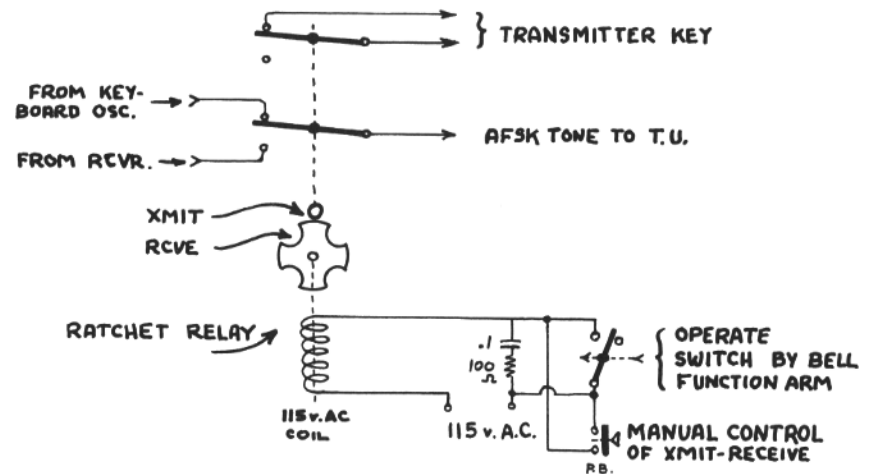 TRANSMITTER KEY
FROM KEY-
BOARD OSC.
AFSK TONE TO T.U.
FROM RCVR.
XMIT
RCVE
RATCHET RELAY
.1
100
Ω
OPERATE
SWITCH BY BELL
FUNCTION ARM
115 v. AC
COIL
115 v. A.C.
MANUAL CONTROL
OF XMIT-RECEIVE
P.B.